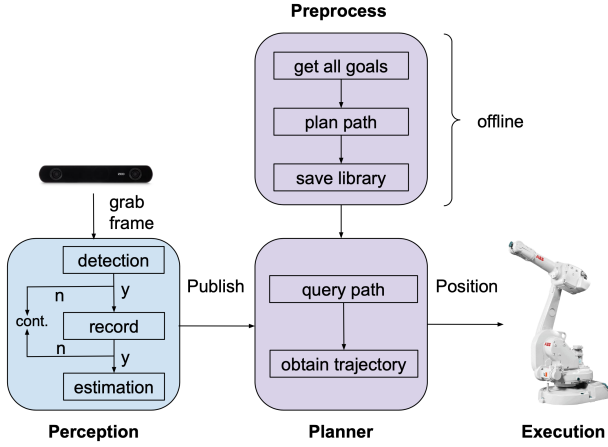 Preprocess
get all goals
plan path
save library
offline
grab
frame
detection
n
y
cont.
record
n
y
estimation
Publish
query path
obtain trajectory
Position
ABB
Perception
Planner
Execution